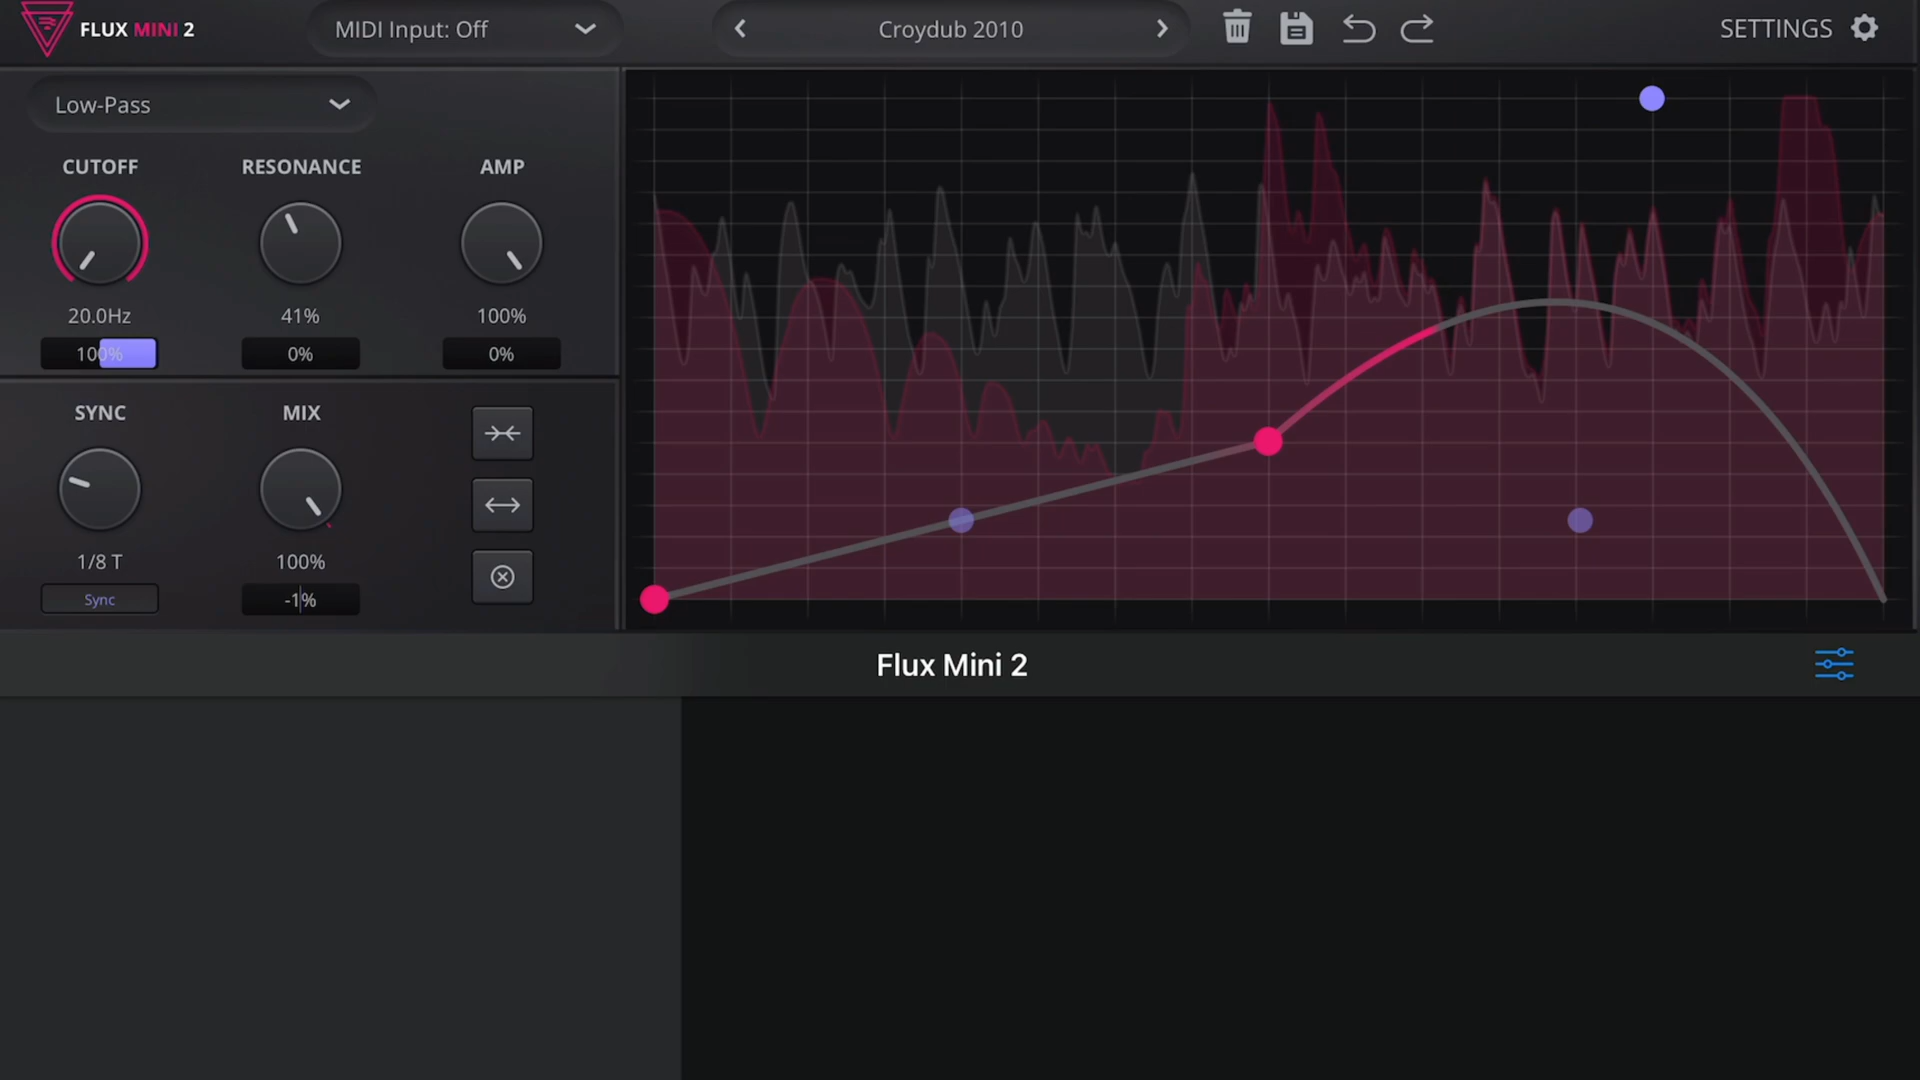 FLUX MINI 2
MIDI Input: Off
Croydub 2010
SETTINGS
Low-Pass
CUTOFF
RESONANCE
AMP
20.0Hz
41%
100%
100%
0%
0%
SYNC
MIX
1/8 T
100%
Sync
-1%
Flux Mini 2